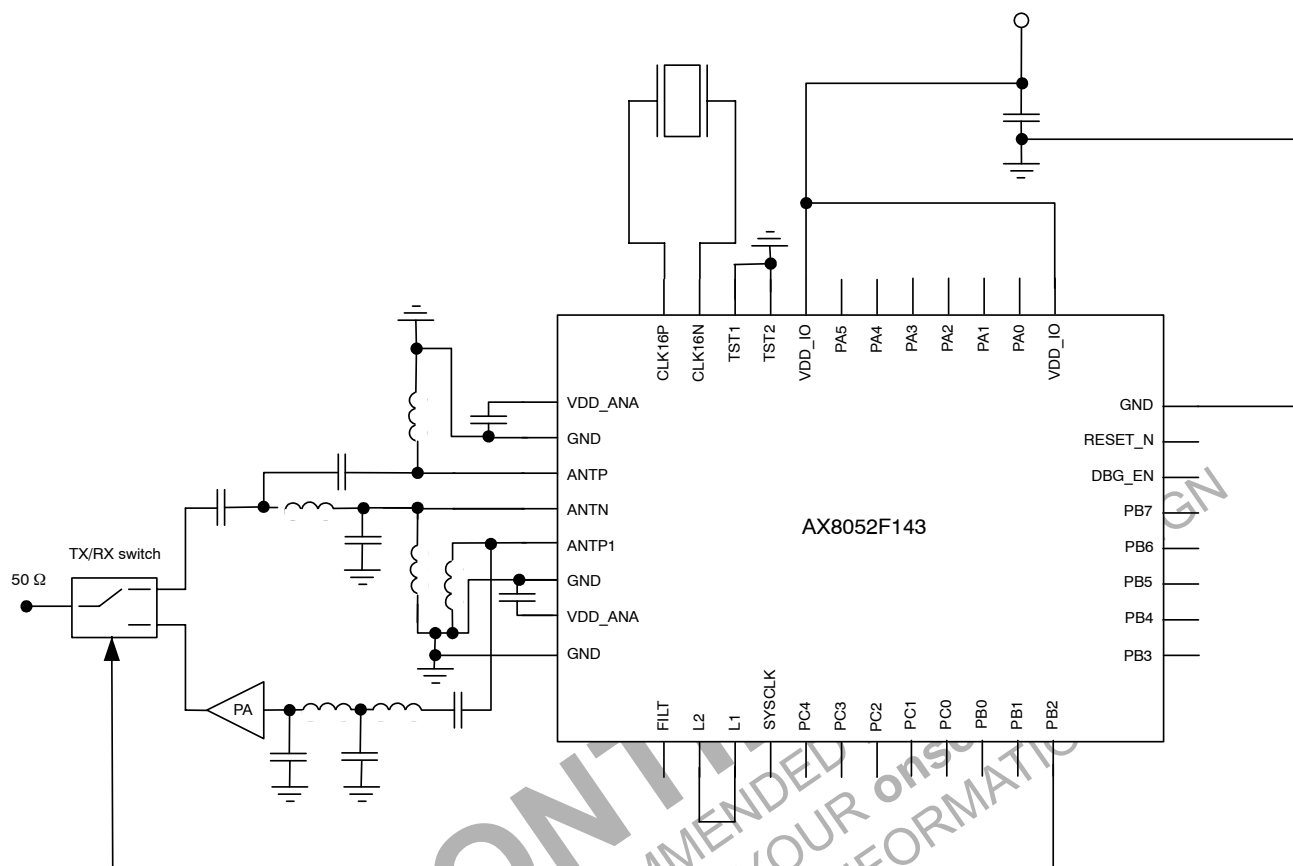 CLK16P
CLK16N
TST1
TST2
VDD_IO
PA5
PA4
PA3
PA2
PA1
PA0
VDD_IO
VDD_ANA
GND
ANTP
ANTN
ANTP1
GND
VDD_ANA
GND
GND
RESET_N
DBG_EN
PB7
PB6
PB5
PB4
PB3
AX8052F143
TX/RX switch
50 Ω
PA
FILT
L2
L1
SYSCLK
PC4
PC3
PC2
PC1
PC0
PB0
PB1
PB2